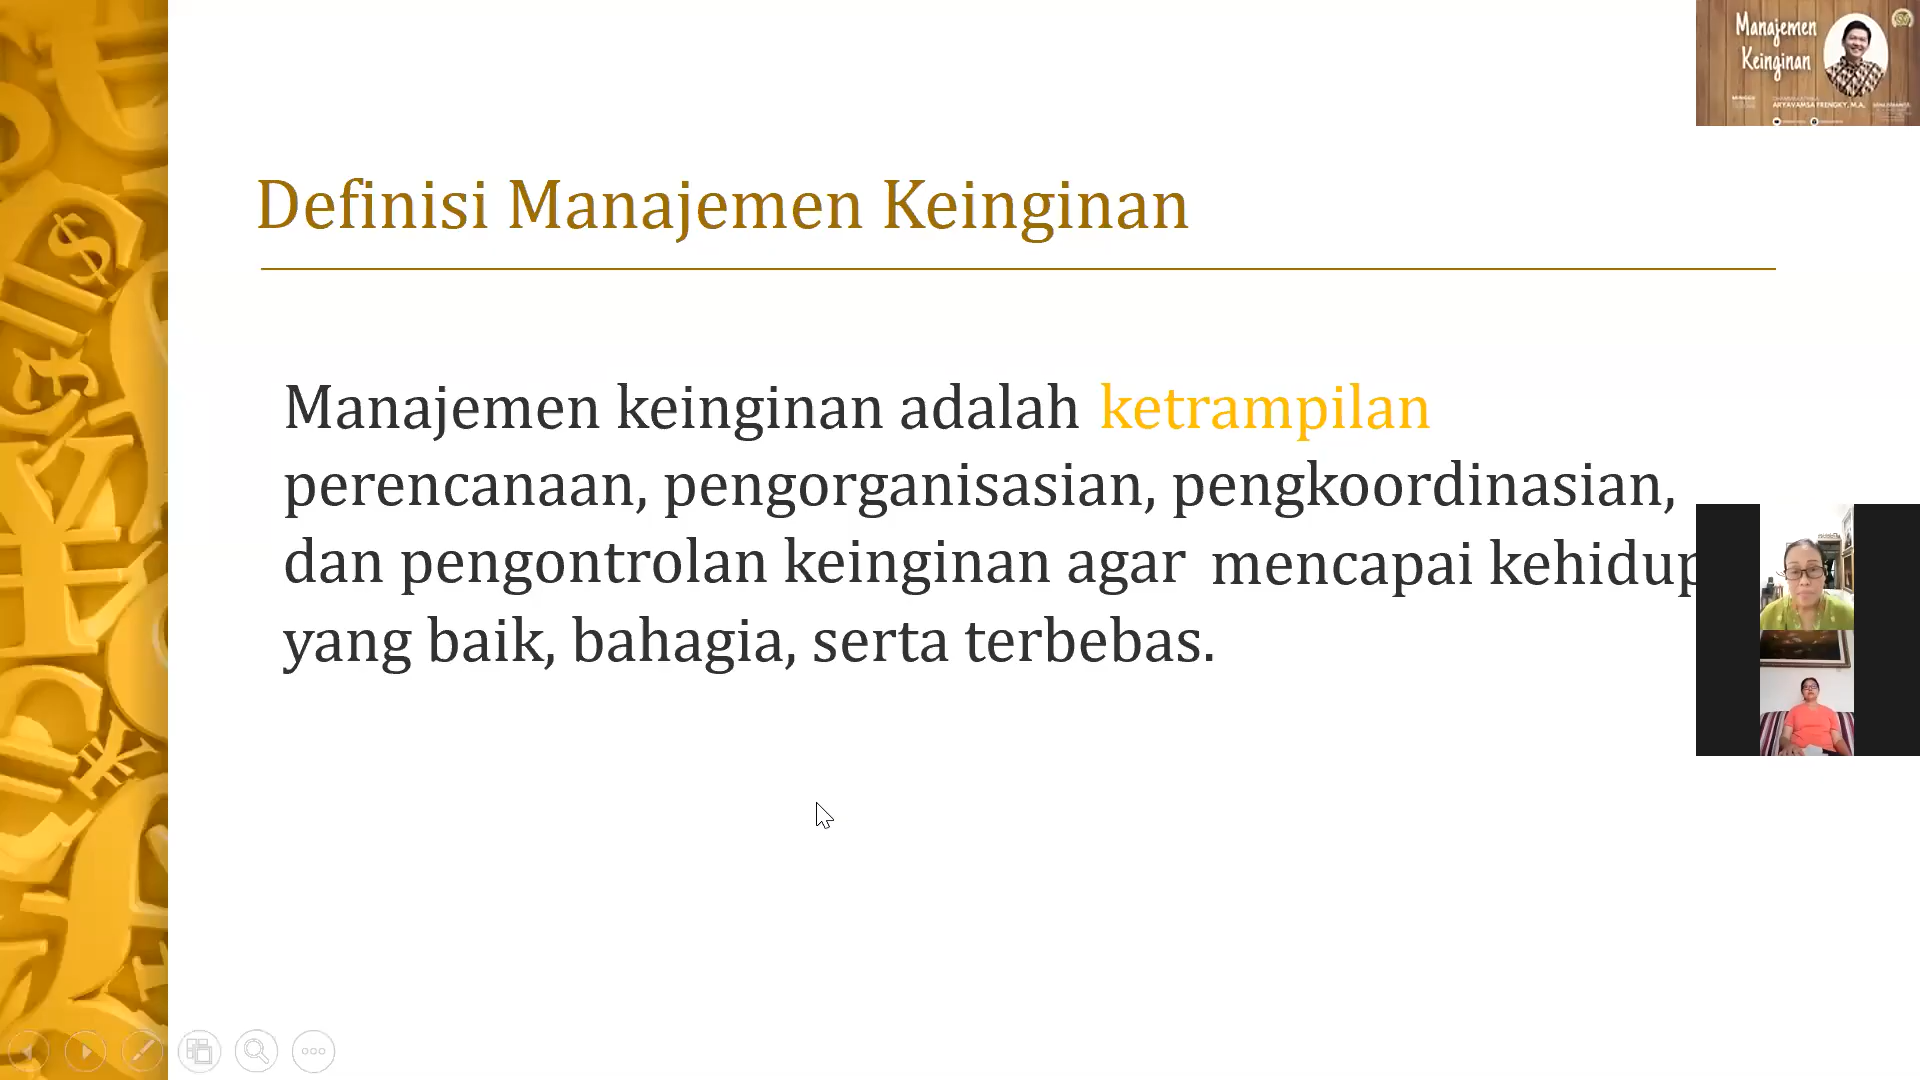 Manajemen
Keinginan
ARYAVAMSA FRENGKY, M.A.
Definisi Manajemen Keinginan
Manajemen keinginan adalah ketrampilan
perencanaan, pengorganisasian, pengkoordinasian,
dan pengontrolan keinginan agar mencapai kehidup
yang baik, bahagia, serta terbebas.